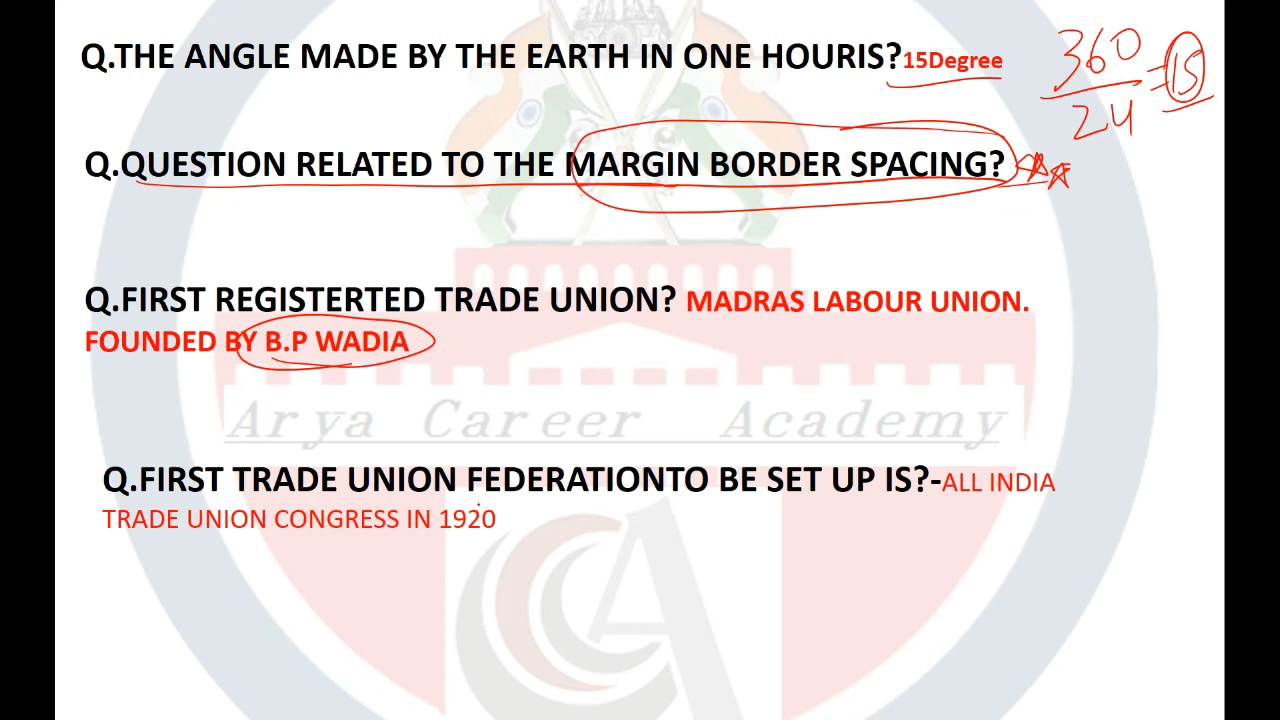 Q.THE ANGLE MADE BY THE EARTH IN ONE HOURIS?15Degree
360
24
=15
Q.QUESTION RELATED TO THE MARGIN BORDER SPACING?
Q.FIRST REGISTERTED TRADE UNION? MADRAS LABOUR UNION.
FOUNDED BY B.P WADIA
Arya Career Academy
Q.FIRST TRADE UNION FEDERATIONTO BE SET UP IS?-ALL INDIA
TRADE UNION CONGRESS IN 1920
CA